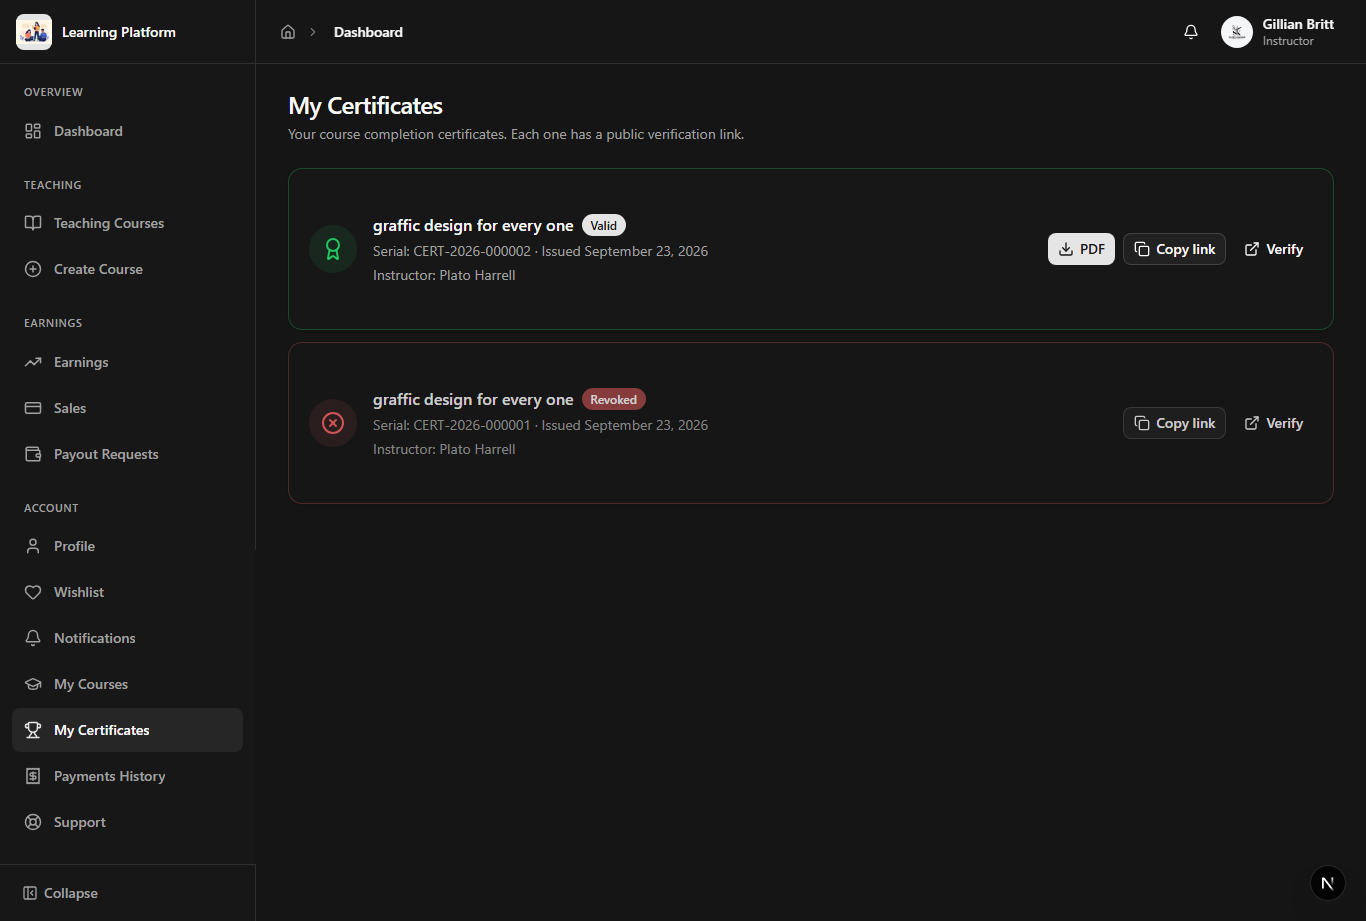 Learning Platform
Dashboard
Gillian Britt
Instructor
OVERVIEW
Dashboard
TEACHING
Teaching Courses
Create Course
EARNINGS
Earnings
Sales
Payout Requests
ACCOUNT
Profile
Wishlist
Notifications
My Courses
My Certificates
Payments History
Support
Collapse
My Certificates
Your course completion certificates. Each one has a public verification link.
graffic design for every one Valid
Serial: CERT-2026-000002 · Issued September 23, 2026
Instructor: Plato Harrell
PDF Copy link Verify
graffic design for every one Revoked
Serial: CERT-2026-000001 · Issued September 23, 2026
Instructor: Plato Harrell
Copy link Verify
N